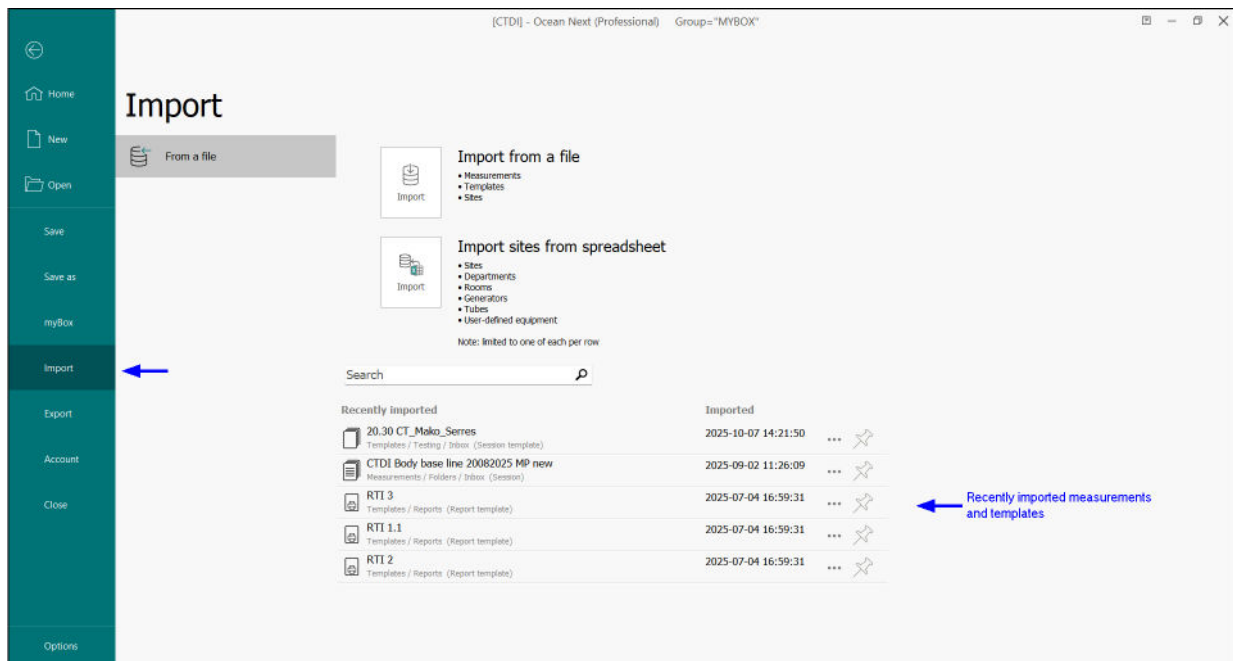 [CTDI] - Ocean Next (Professional) Group="MYBOX"
Home
New
Open
Save
Save as
myBox
Import
Export
Account
Close
Options
Import
From a file
Import
Import from a file
• Measurements
• Templates
• Sites
Import
Import sites from spreadsheet
• Sites
• Departments
• Rooms
• Generators
• Tubes
• User-defined equipment
Note: limited to one of each per row
Search
Recently imported Imported
20.30 CT_Mako_Serres 2025-10-07 14:21:50
Templates / Testing / Inbox (Session template)
CTDI Body base line 20082025 MP new 2025-09-02 11:26:09
Measurements / Folders / Inbox (Session)
RTI 3 2025-07-04 16:59:31
Templates / Reports (Report template)
RTI 1.1 2025-07-04 16:59:31
Templates / Reports (Report template)
RTI 2 2025-07-04 16:59:31
Templates / Reports (Report template)
Recently imported measurements
and templates